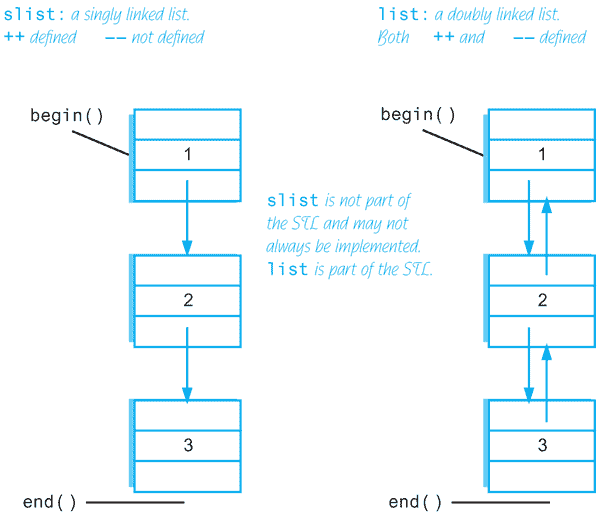 slist: a singly linked list.
++ defined -- not defined
list: a doubly linked list.
Both ++ and -- defined
begin()
1
2
3
end()
slist is not part of
the STL and may not
always be implemented.
list is part of the STL.
begin()
1
2
3
end()